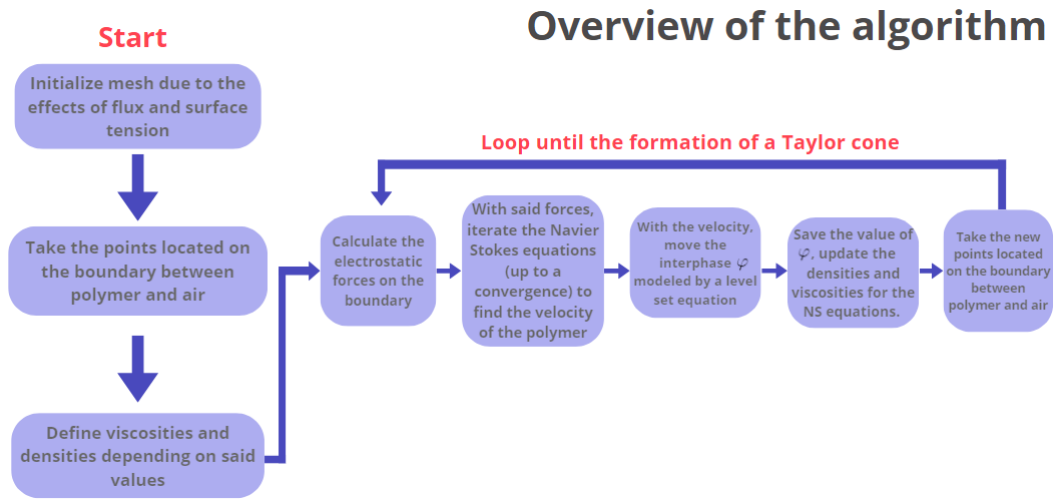 Overview of the algorithm
Start
Initialize mesh due to the
effects of flux and surface
tension
Take the points located on
the boundary between
polymer and air
Define viscosities and
densities depending on said
values
Loop until the formation of a Taylor cone
Calculate the
electrostatic
forces on the
boundary
With said forces,
iterate the Navier
Stokes equations
(up to a
convergence) to
find the velocity
of the polymer
With the velocity,
move the
interphase φ
modeled by a level
set equation
Save the value of
φ, update the
densities and
viscosities for the
NS equations.
Take the new
points located
on the boundary
between
polymer and air